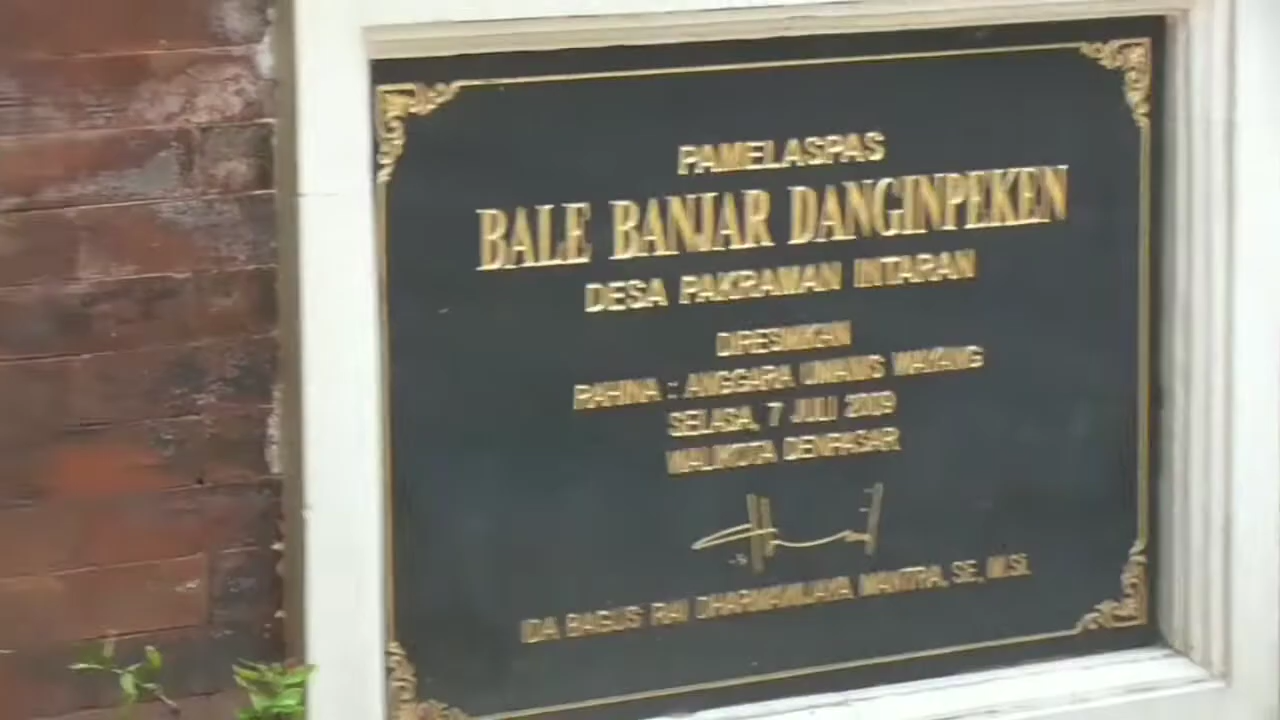 PAMELASPAS
BALE BANJAR DANGINPEKEN
DESA PAKRAMAN INTARAN
DIRESMIKAN
RAHINA : ANGGARA UMANIS WAYANG
SELASA, 7 JULI 2009
WALIKOTA DENPASAR
IDA BAGUS RAI DHARMAWIJAYA MANTRA, SE, M.Si.